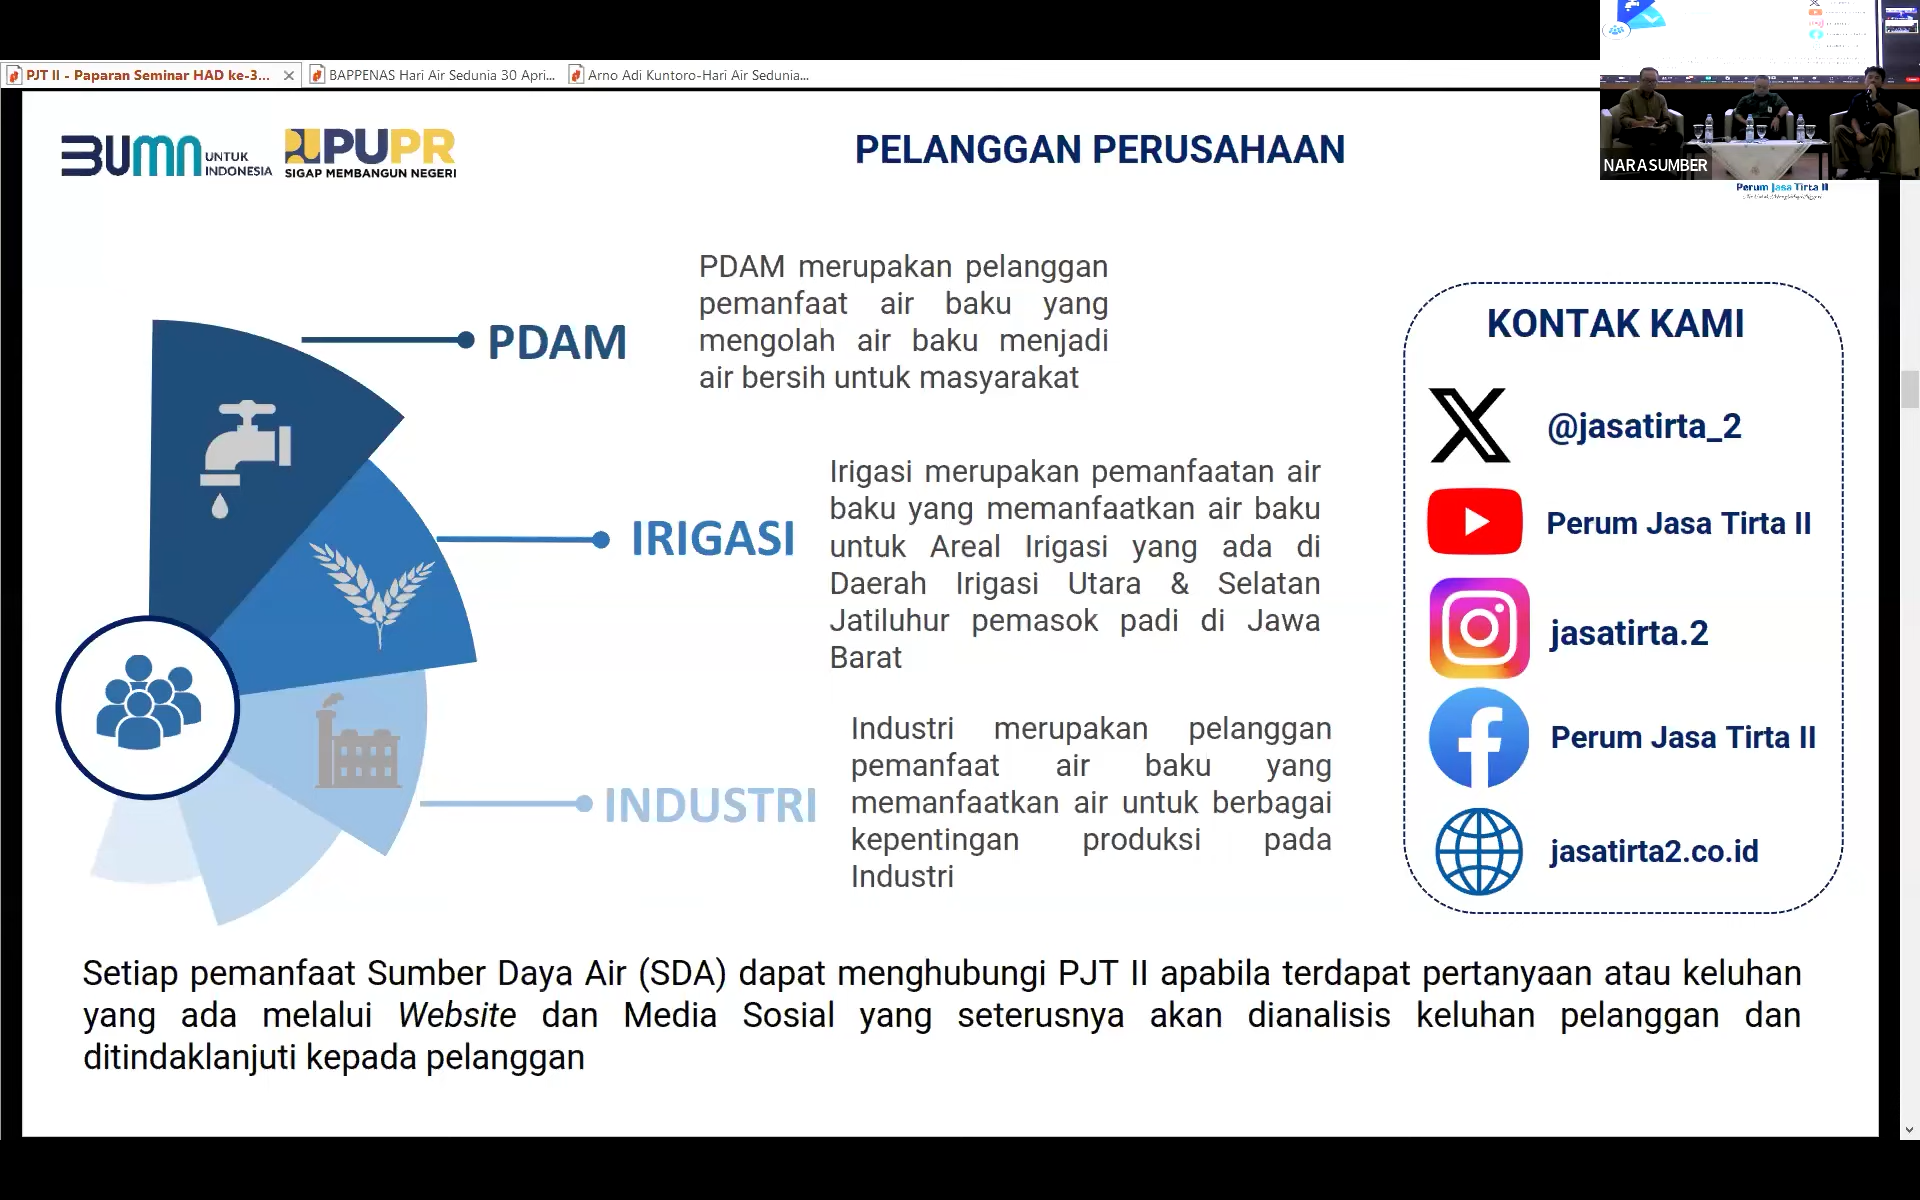 PJT II - Paparan Seminar HAD ke-3...
BAPPENAS Hari Air Sedunia 30 Apri...
Arno Adi Kuntoro-Hari Air Sedunia...
NARASUMBER
BUMN UNTUK INDONESIA
PUPR
SIGAP MEMBANGUN NEGERI
PELANGGAN PERUSAHAAN
Perum Jasa Tirta II
PDAM
PDAM merupakan pelanggan
pemanfaat air baku yang
mengolah air baku menjadi
air bersih untuk masyarakat
IRIGASI
Irigasi merupakan pemanfaatan air
baku yang memanfaatkan air baku
untuk Areal Irigasi yang ada di
Daerah Irigasi Utara & Selatan
Jatiluhur pemasok padi di Jawa
Barat
INDUSTRI
Industri merupakan pelanggan
pemanfaat air baku yang
memanfaatkan air untuk berbagai
kepentingan produksi pada
Industri
KONTAK KAMI
@jasatirta_2
Perum Jasa Tirta II
jasatirta.2
Perum Jasa Tirta II
jasatirta2.co.id
Setiap pemanfaat Sumber Daya Air (SDA) dapat menghubungi PJT II apabila terdapat pertanyaan atau keluhan
yang ada melalui Website dan Media Sosial yang seterusnya akan dianalisis keluhan pelanggan dan
ditindaklanjuti kepada pelanggan